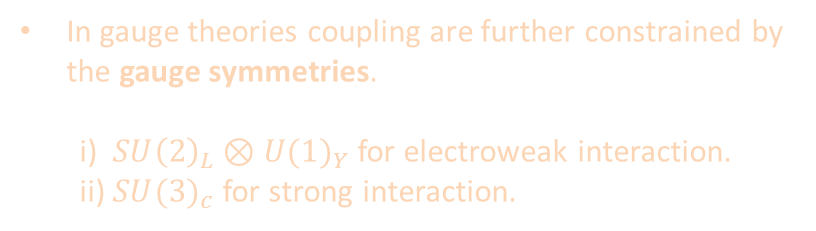 • In gauge theories coupling are further constrained by
the gauge symmetries.
i) 𝑆𝑈(2)_𝐿 ⊗ 𝑈(1)_𝑌 for electroweak interaction.
ii) 𝑆𝑈(3)_𝑐 for strong interaction.